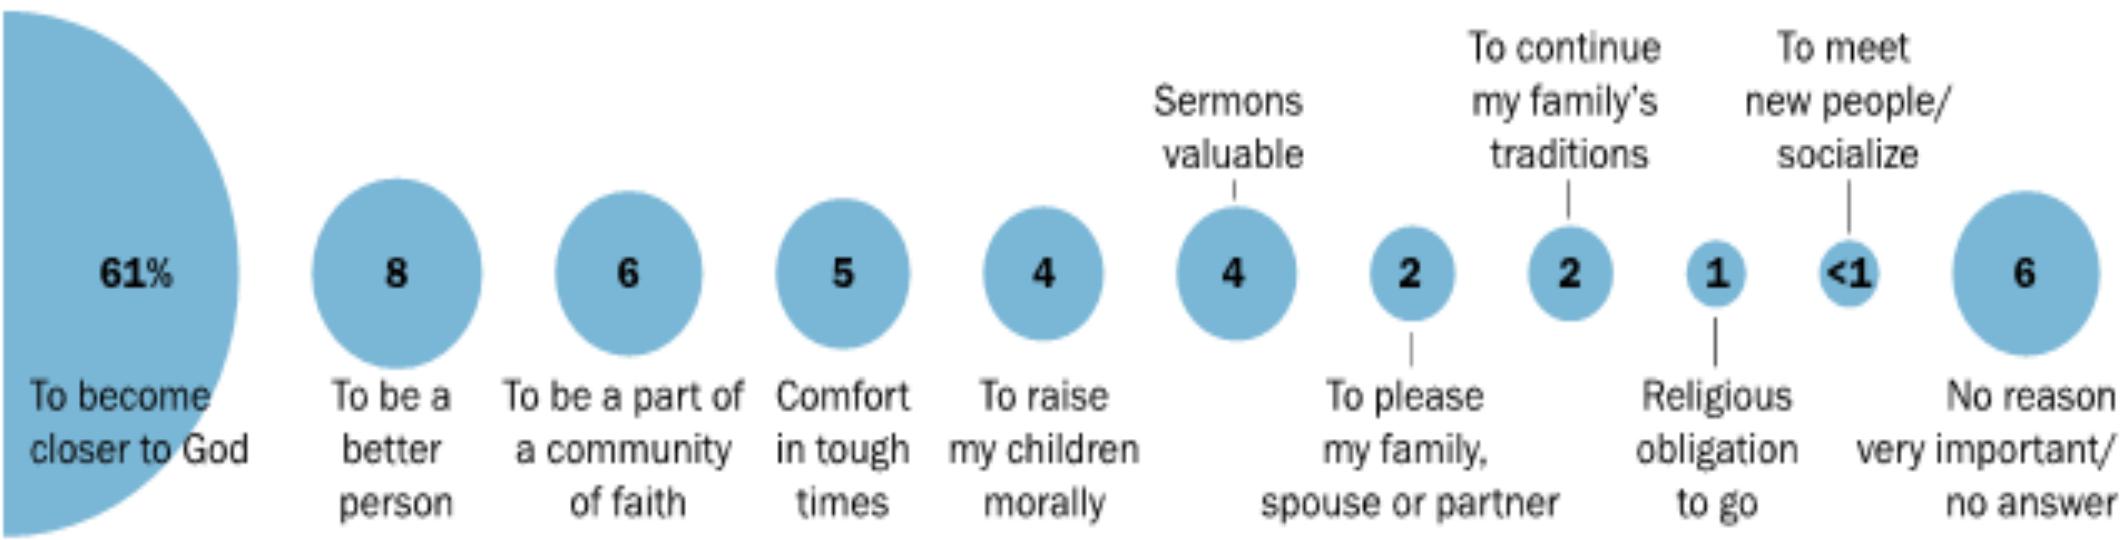 61%
To become
closer to God
8
To be a
better
person
6
To be a part of
a community
of faith
5
Comfort
in tough
times
4
To raise
my children
morally
Sermons
valuable
4
2
To please
my family,
spouse or partner
To continue
my family's
traditions
2
1
Religious
obligation
to go
To meet
new people/
socialize
<1
6
No reason
very important/
no answer